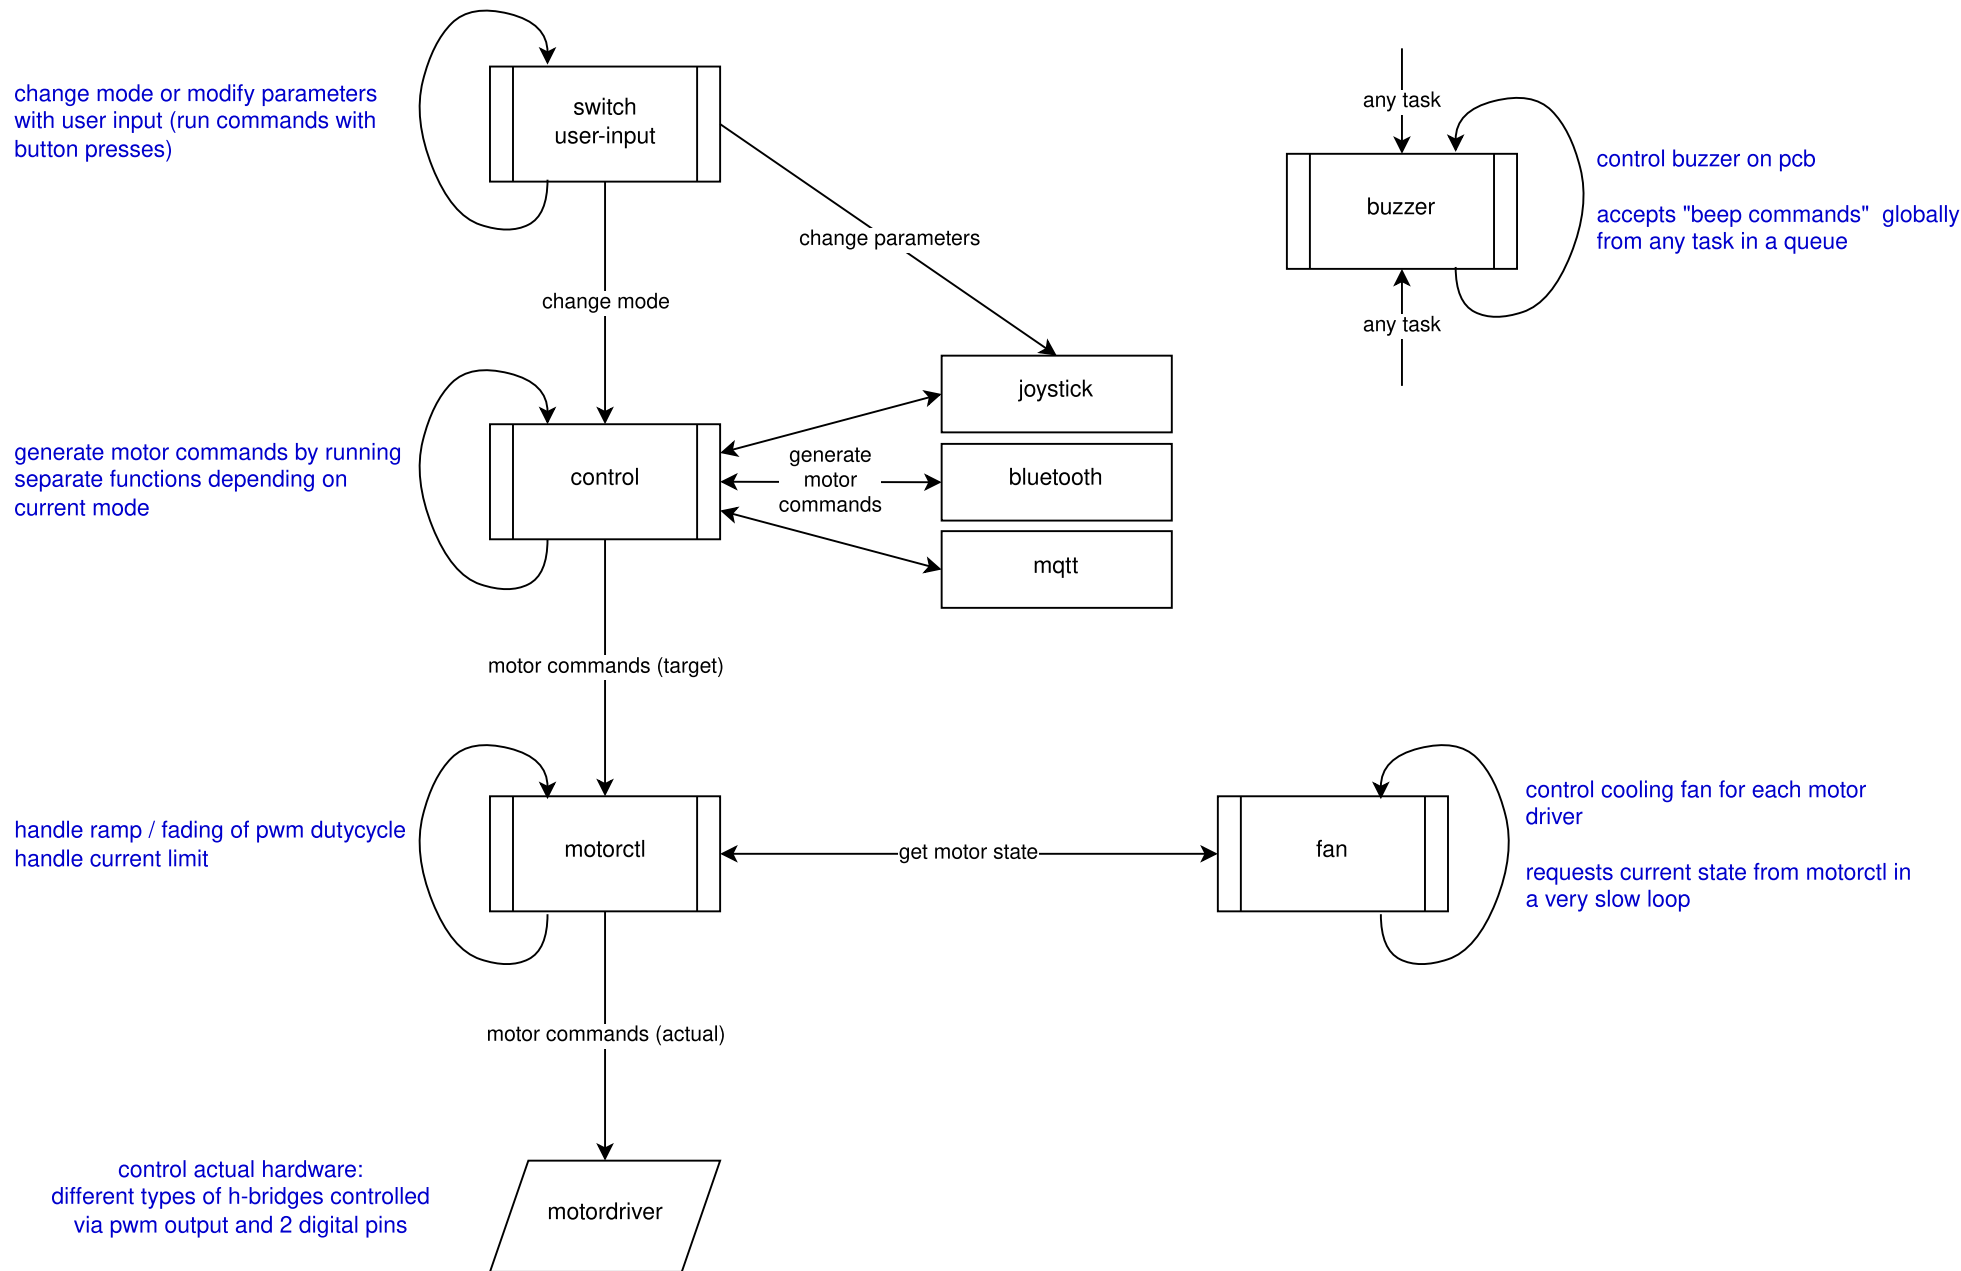 change mode or modify parameters
with user input (run commands with
button presses)
switch
user-input
any task
buzzer
any task
control buzzer on pcb
accepts "beep commands"  globally
from any task in a queue
change parameters
change mode
joystick
bluetooth
mqtt
generate
motor
commands
generate motor commands by running
separate functions depending on
current mode
control
motor commands (target)
handle ramp / fading of pwm dutycycle
handle current limit
motorctl
get motor state
fan
control cooling fan for each motor
driver
requests current state from motorctl in
a very slow loop
motor commands (actual)
control actual hardware:
different types of h-bridges controlled
via pwm output and 2 digital pins
motordriver